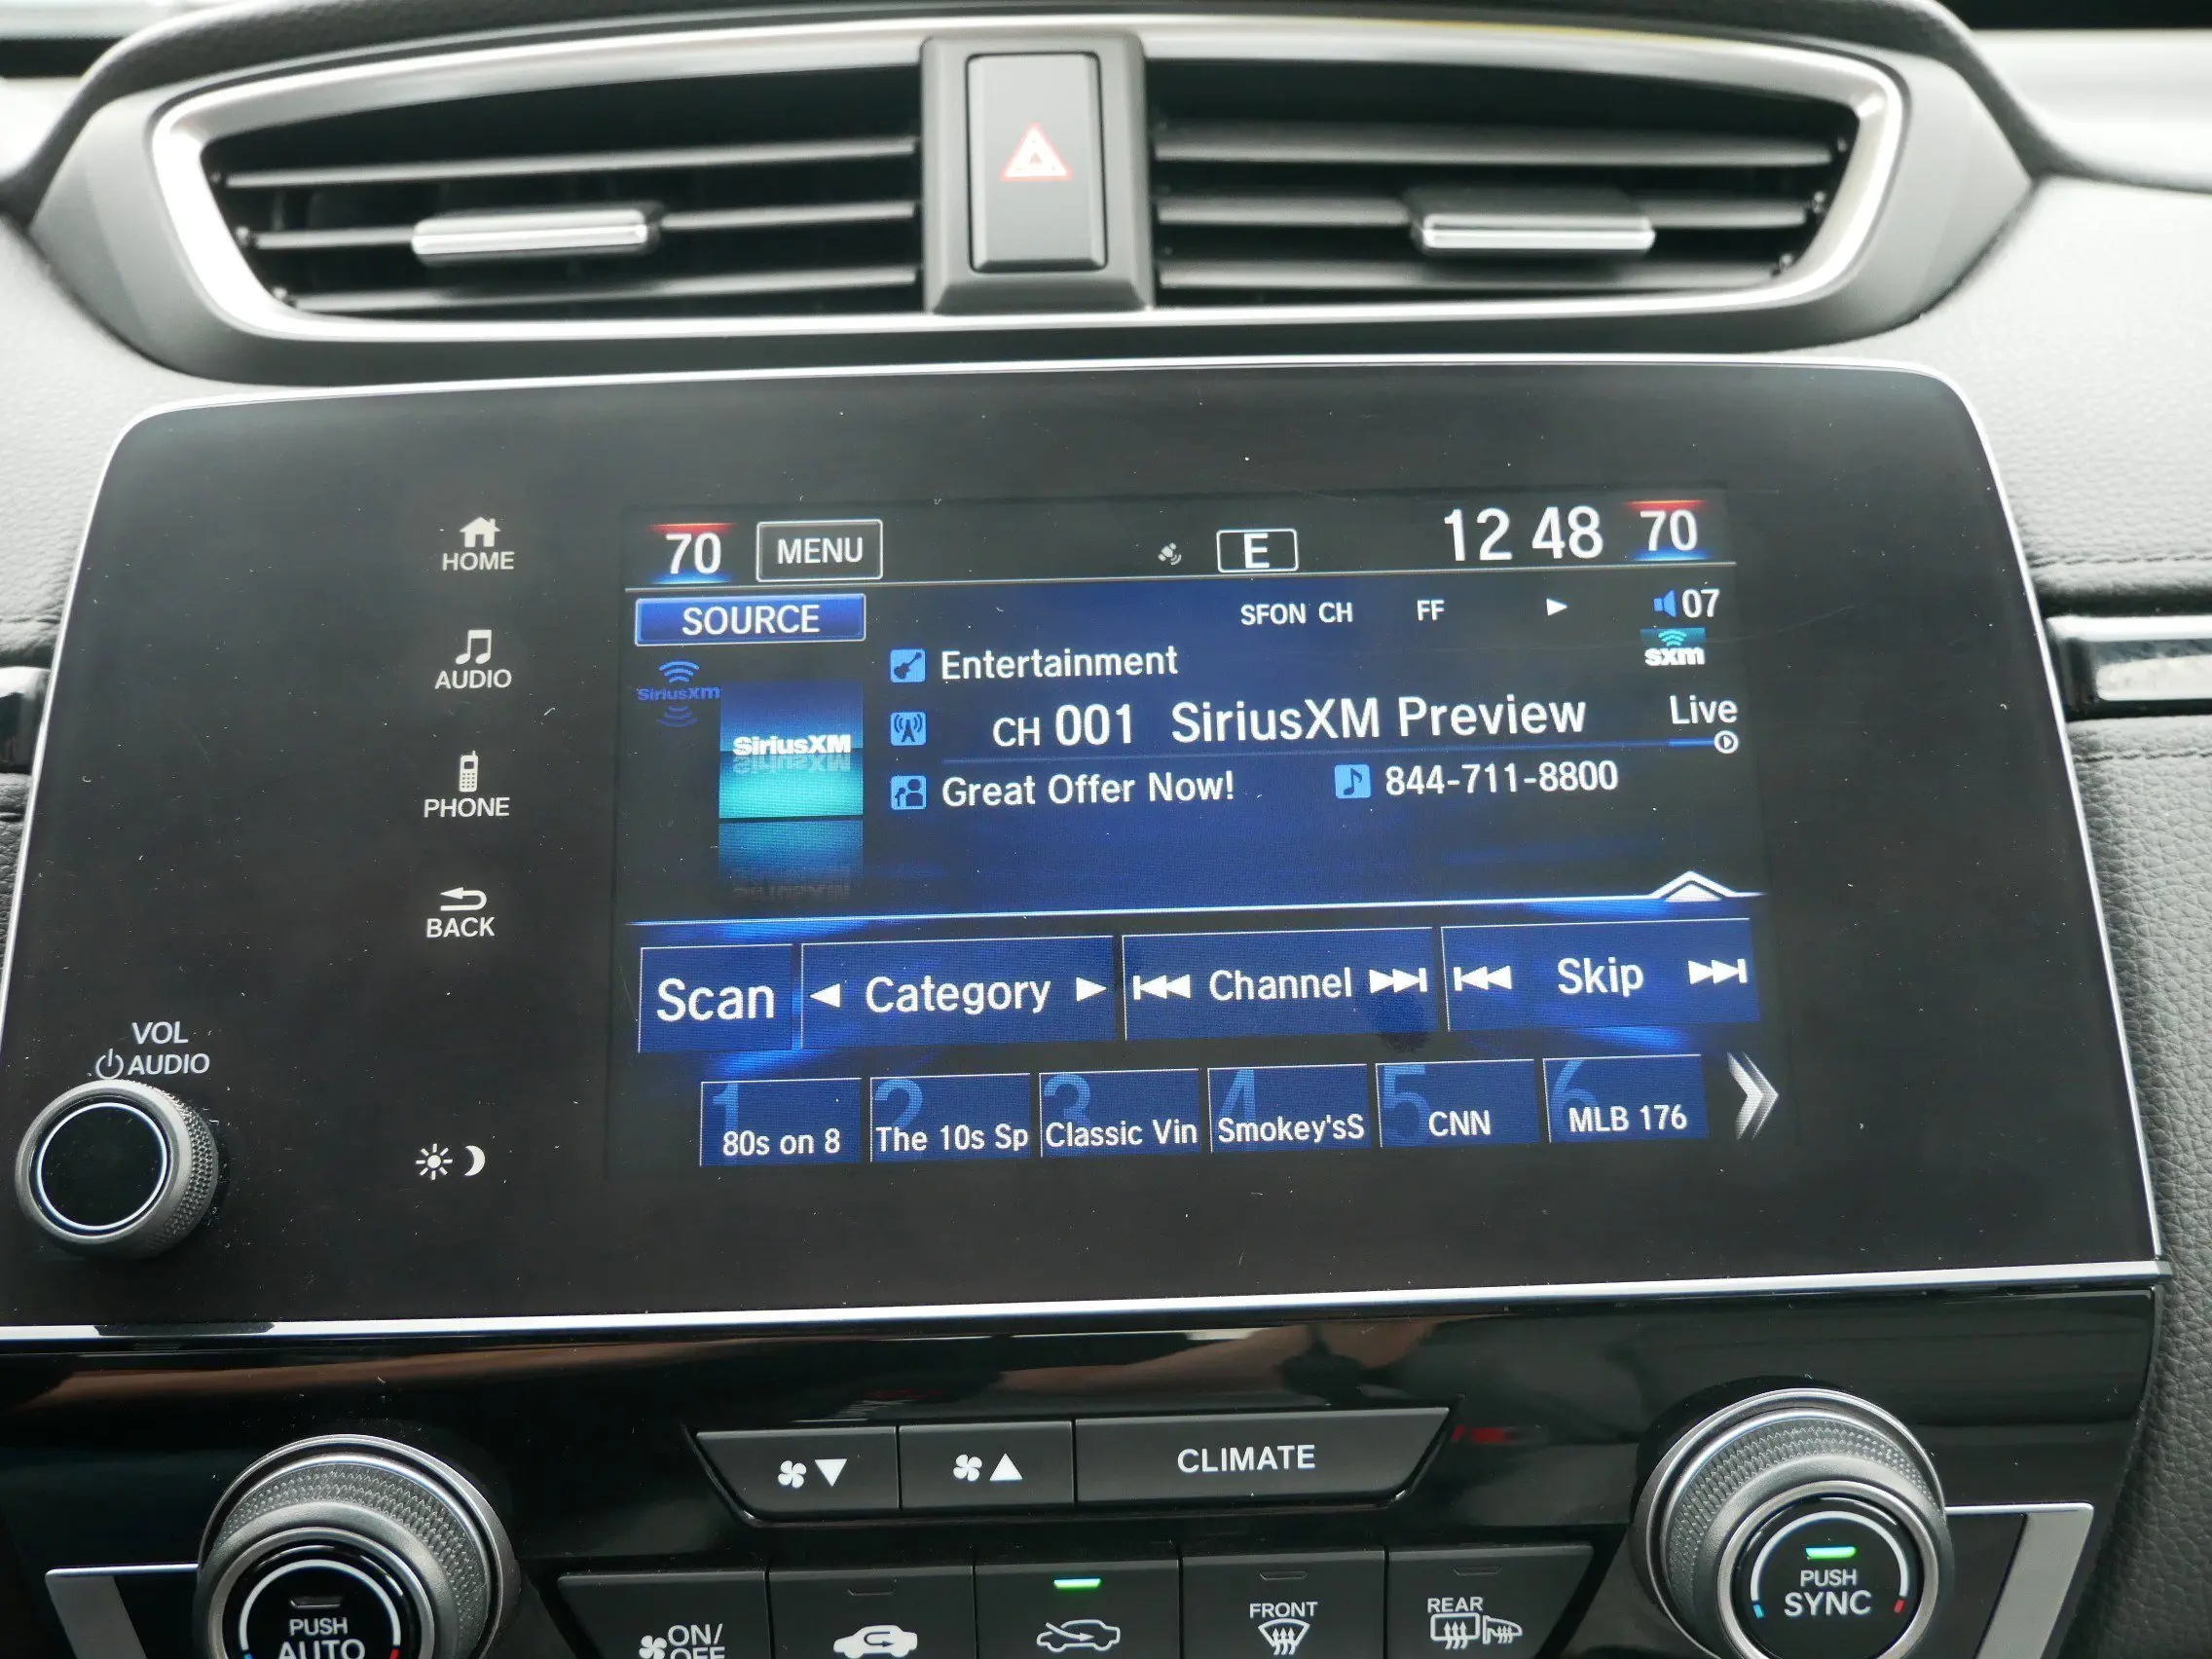 HOME
AUDIO
PHONE
BACK
VOL
AUDIO
70 MENU E 12 48 70
SOURCE SFON CH FF 07
SiriusXM sxm
Entertainment
SiriusXM
CH 001 SiriusXM Preview Live
Great Offer Now! 844-711-8800
Scan Category Channel Skip
1 2 3 4 5 6
80s on 8 The 10s Sp Classic Vin Smokey'sS CNN MLB 176
CLIMATE
PUSH
AUTO
ON/
OFF
FRONT
REAR
PUSH
SYNC